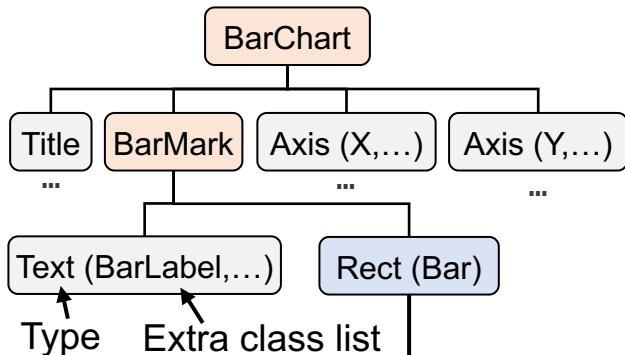 BarChart
Title
BarMark
Axis (X,...)
Axis (Y,...)
...
...
...
Text (BarLabel,...)
Rect (Bar)
Type
Extra class list